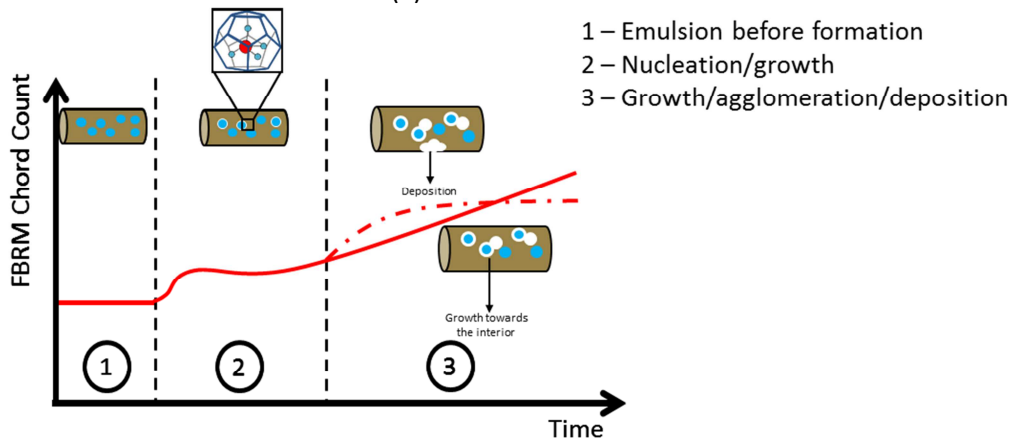 1 – Emulsion before formation
2 – Nucleation/growth
3 – Growth/agglomeration/deposition
FBRM Chord Count
Deposition
Growth towards
the interior
1
2
3
Time